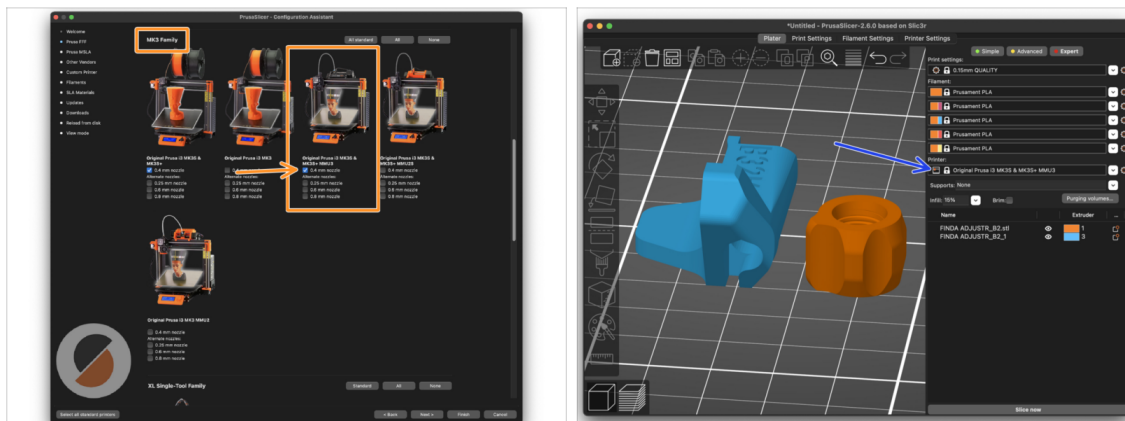 PrusaSlicer - Configuration Assistant
Welcome
Prusa FFF
Prusa MSLA
Other Vendors
Custom Printer
Filaments
SLA Materials
Updates
Downloads
Reload from disk
View mode
MK3 Family
All standard
All
None
Original Prusa i3 MK3S & MK3S+
0.4 mm nozzle
Alternate nozzles:
0.25 mm nozzle
0.6 mm nozzle
0.8 mm nozzle
Original Prusa i3 MK3
Alternate nozzles:
0.25 mm nozzle
0.6 mm nozzle
0.8 mm nozzle
Original Prusa i3 MK3S &
MK3S+ MMU3
0.4 mm nozzle
Alternate nozzles:
0.25 mm nozzle
0.6 mm nozzle
0.8 mm nozzle
Original Prusa i3 MK3S &
MK3S+ MMU2S
0.4 mm nozzle
Alternate nozzles:
0.25 mm nozzle
0.6 mm nozzle
0.8 mm nozzle
Original Prusa i3 MK3 MMU2
0.4 mm nozzle
Alternate nozzles:
0.25 mm nozzle
0.6 mm nozzle
0.8 mm nozzle
XL Single-Tool Family
Standard
All
None
Select all standard printers
< Back
Next >
Finish
Cancel
*Untitled - PrusaSlicer-2.6.0 based on Slic3r
Plater
Print Settings
Filament Settings
Printer Settings
Simple
Advanced
Expert
Print settings:
0.15mm QUALITY
Filament:
Prusament PLA
Prusament PLA
Prusament PLA
Prusament PLA
Prusament PLA
Printer:
Original Prusa i3 MK3S & MK3S+ MMU3
Supports: None
Infill: 15%
Brim:
Purging volumes...
Name
Extruder
FINDA ADJUSTR_B2.stl
1
FINDA ADJUSTR_B2_1
3
Slice now